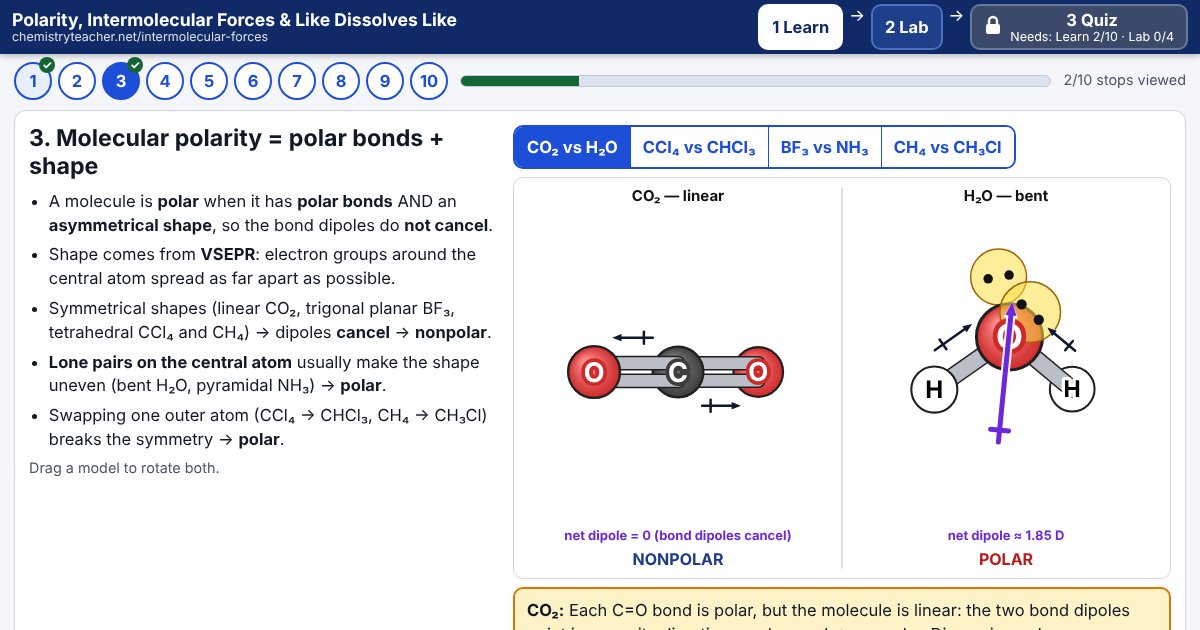 Polarity, Intermolecular Forces & Like Dissolves Like
chemistryteacher.net/intermolecular-forces
1 Learn
→
2 Lab
→
3 Quiz
Needs: Learn 2/10 · Lab 0/4
1 2 3 4 5 6 7 8 9 10
2/10 stops viewed
3. Molecular polarity = polar bonds +
shape
• A molecule is polar when it has polar bonds AND an
asymmetrical shape, so the bond dipoles do not cancel.
• Shape comes from VSEPR: electron groups around the
central atom spread as far apart as possible.
• Symmetrical shapes (linear CO₂, trigonal planar BF₃,
tetrahedral CCl₄ and CH₄) → dipoles cancel → nonpolar.
• Lone pairs on the central atom usually make the shape
uneven (bent H₂O, pyramidal NH₃) → polar.
• Swapping one outer atom (CCl₄ → CHCl₃, CH₄ → CH₃Cl)
breaks the symmetry → polar.
Drag a model to rotate both.
CO₂ vs H₂O
CCl₄ vs CHCl₃
BF₃ vs NH₃
CH₄ vs CH₃Cl
CO₂ — linear
O C O
net dipole = 0 (bond dipoles cancel)
NONPOLAR
H₂O — bent
O
H H
net dipole ≈ 1.85 D
POLAR
CO₂: Each C=O bond is polar, but the molecule is linear: the two bond dipoles